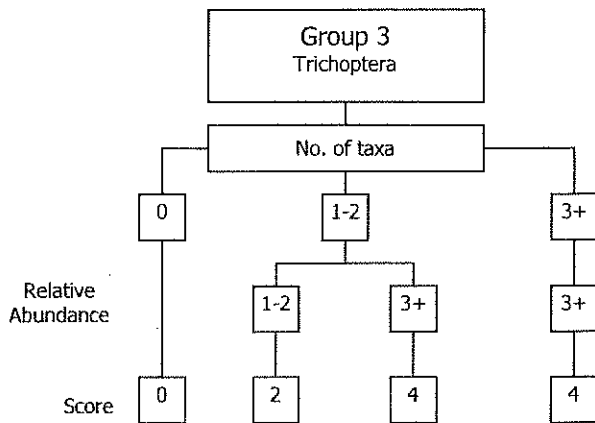 Group 3
Trichoptera
No. of taxa
0 1-2 3+
Relative
Abundance
1-2 3+ 3+
Score 0 2 4 4